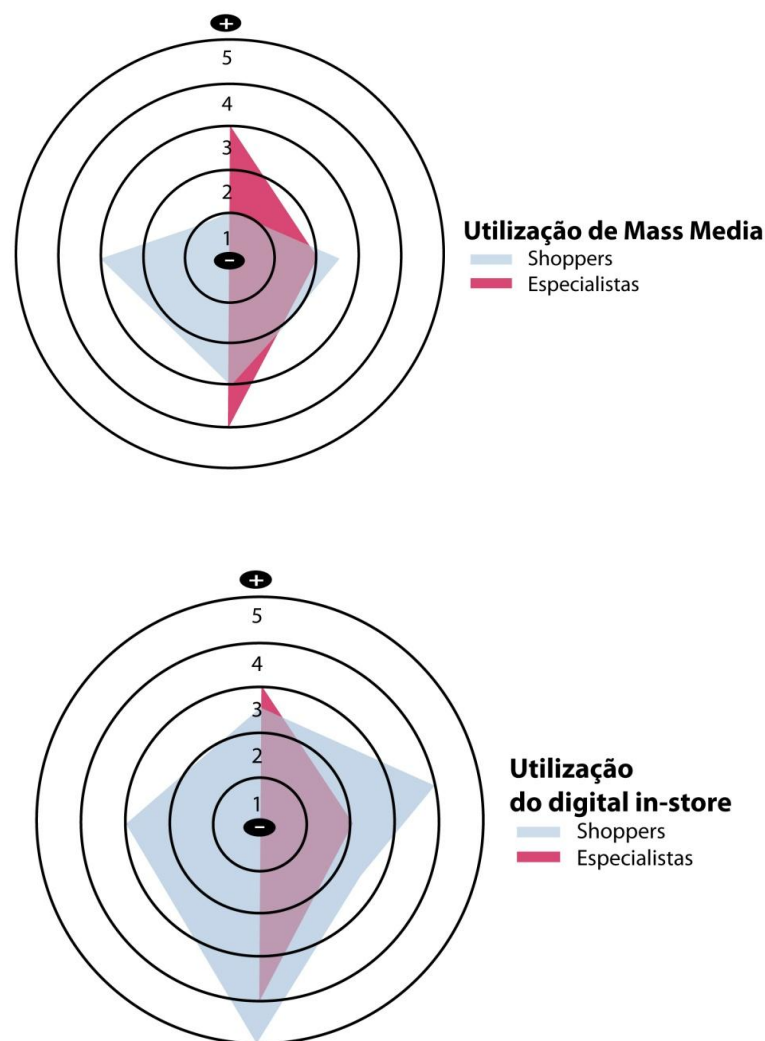 +
5
4
3
2
1
-
Utilização de Mass Media
Shoppers
Especialistas
+
5
4
3
2
1
-
Utilização
do digital in-store
Shoppers
Especialistas